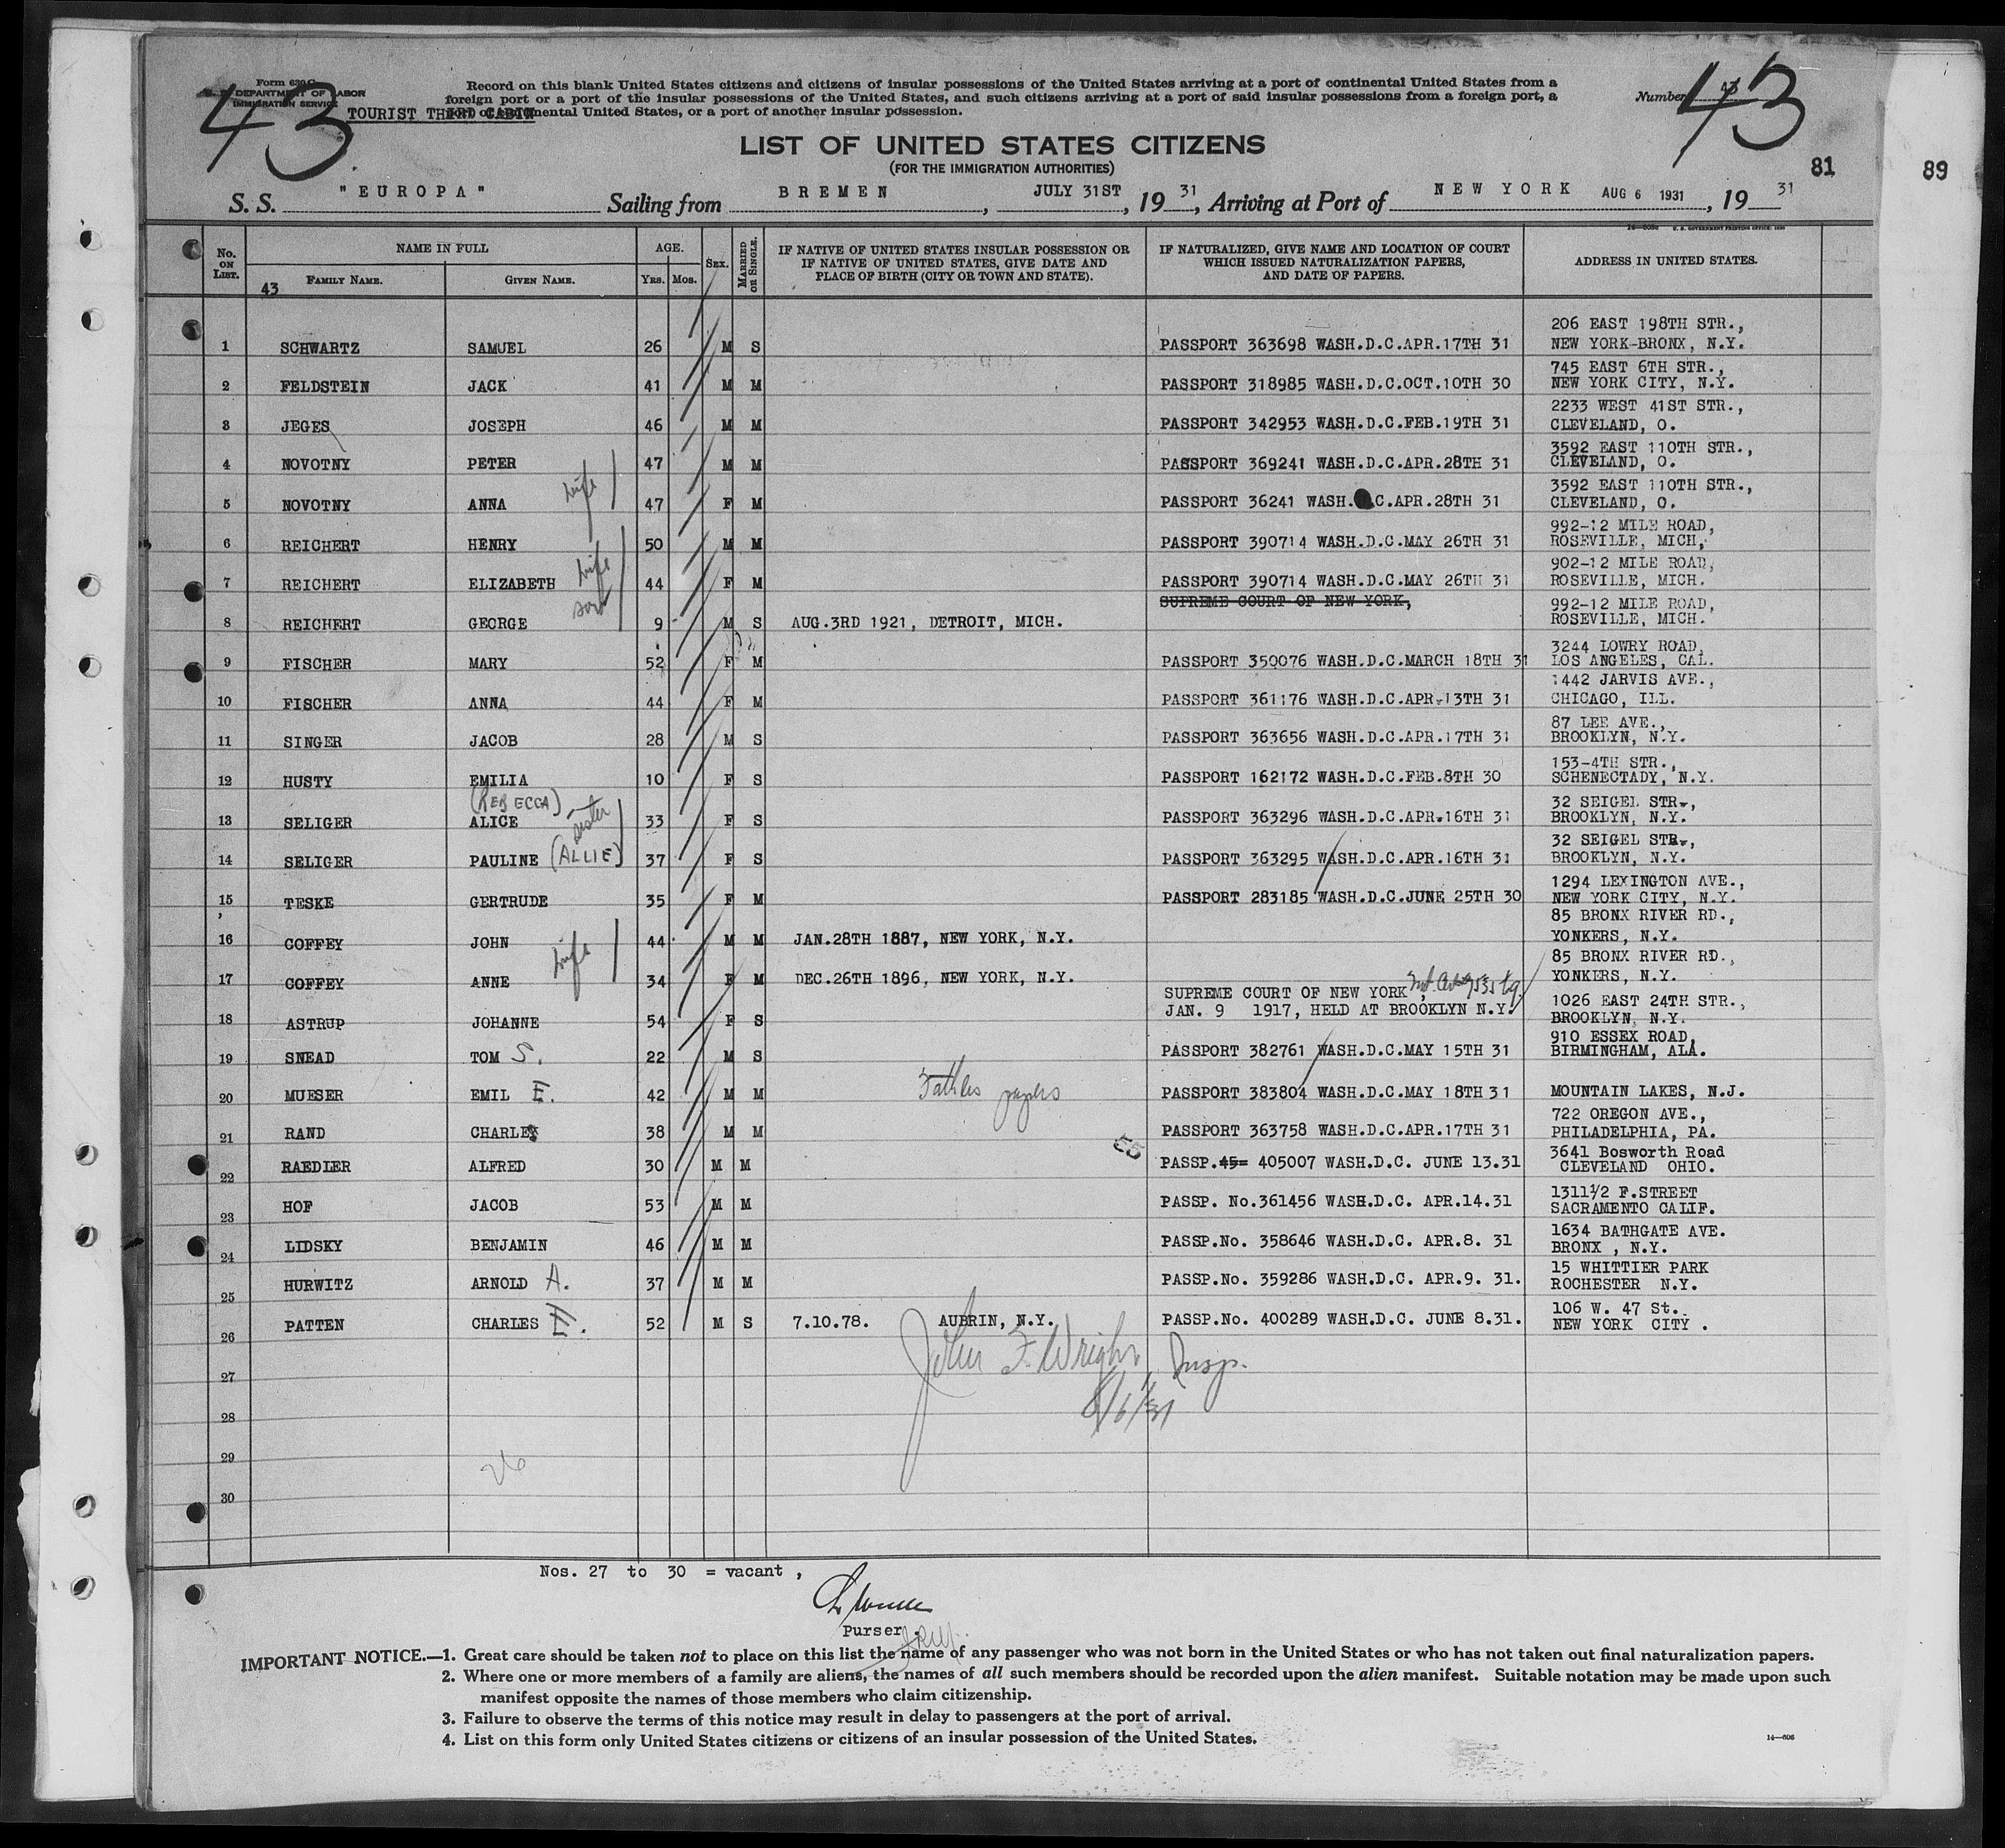 43
Form 630
DEPARTMENT OF LABOR
IMMIGRATION SERVICE
TOURIST THIRD CABIN
Record on this blank United States citizens and citizens of insular possessions of the United States arriving at a port of continental United States from a
foreign port or a port of the insular possessions of the United States, and such citizens arriving at a port of said insular possessions from a foreign port, a
port of continental United States, or a port of another insular possession.
Number 43
43
LIST OF UNITED STATES CITIZENS
(FOR THE IMMIGRATION AUTHORITIES)
81
89
S. S. "EUROPA" Sailing from BREMEN, JULY 31ST, 1931, Arriving at Port of NEW YORK AUG 6 1931, 1931
No. ON LIST. NAME IN FULL AGE. SEX. MARRIED OR SINGLE. IF NATIVE OF UNITED STATES INSULAR POSSESSION OR IF NATIVE OF UNITED STATES, GIVE DATE AND PLACE OF BIRTH (CITY OR TOWN AND STATE). IF NATURALIZED, GIVE NAME AND LOCATION OF COURT WHICH ISSUED NATURALIZATION PAPERS, AND DATE OF PAPERS. ADDRESS IN UNITED STATES.
43 FAMILY NAME. GIVEN NAME. YRS. MOS.
1 SCHWARTZ SAMUEL 26 M S PASSPORT 363698 WASH.D.C.APR.17TH 31 206 EAST 198TH STR., NEW YORK-BRONX, N.Y.
2 FELDSTEIN JACK 41 M M PASSPORT 318985 WASH.D.C.OCT.10TH 30 745 EAST 6TH STR., NEW YORK CITY, N.Y.
3 JEGES JOSEPH 46 M M PASSPORT 342953 WASH.D.C.FEB.19TH 31 2233 WEST 41ST STR., CLEVELAND, O.
4 NOVOTNY PETER 47 M M PASSPORT 369241 WASH.D.C.APR.28TH 31 3592 EAST 110TH STR., CLEVELAND, O.
5 NOVOTNY ANNA wife 47 F M PASSPORT 36241 WASH. C.APR.28TH 31 3592 EAST 110TH STR., CLEVELAND, O.
6 REICHERT HENRY 50 M M PASSPORT 390714 WASH.D.C.MAY 26TH 31 992-12 MILE ROAD, ROSEVILLE, MICH,
7 REICHERT ELIZABETH wife 44 F M PASSPORT 390714 WASH.D.C.MAY 26TH 31 902-12 MILE ROAD, ROSEVILLE, MICH.
SUPREME COURT OF NEW YORK,
8 REICHERT GEORGE son 9 M S AUG.3RD 1921, DETROIT, MICH. 992-12 MILE ROAD, ROSEVILLE, MICH.
9 FISCHER MARY 52 F M PASSPORT 350076 WASH.D.C.MARCH 18TH 31 3244 LOWRY ROAD, LOS ANGELES, CAL.
10 FISCHER ANNA 44 F M PASSPORT 361176 WASH.D.C.APR.13TH 31 1442 JARVIS AVE., CHICAGO, ILL.
11 SINGER JACOB 28 M S PASSPORT 363656 WASH.D.C.APR.17TH 31 87 LEE AVE., BROOKLYN, N.Y.
12 HUSTY EMILIA 10 F S PASSPORT 162172 WASH.D.C.FEB.8TH 30 153-4TH STR., SCHENECTADY, N.Y.
(REBECCA)
13 SELIGER ALICE sister 33 F S PASSPORT 363296 WASH.D.C.APR.16TH 31 32 SEIGEL STR., BROOKLYN, N.Y.
14 SELIGER PAULINE (ALLIE) 37 F S PASSPORT 363295 WASH.D.C.APR.16TH 31 32 SEIGEL STR., BROOKLYN, N.Y.
15 TESKE GERTRUDE 35 F M PASSPORT 283185 WASH.D.C.JUNE 25TH 30 1294 LEXINGTON AVE., NEW YORK CITY, N.Y.
16 COFFEY JOHN 44 M M JAN.28TH 1887, NEW YORK, N.Y. 85 BRONX RIVER RD., YONKERS, N.Y.
17 COFFEY ANNE wife 34 F M DEC.26TH 1896, NEW YORK, N.Y. 85 BRONX RIVER RD., YONKERS, N.Y.
18 ASTRUP JOHANNE 54 F S SUPREME COURT OF NEW YORK, JAN. 9 1917, HELD AT BROOKLYN N.Y. 1026 EAST 24TH STR., BROOKLYN, N.Y.
19 SNEAD TOM S. 22 M S PASSPORT 382761 WASH.D.C.MAY 15TH 31 910 ESSEX ROAD, BIRMINGHAM, ALA.
20 MUESER EMIL E. 42 M M Fathers papers PASSPORT 383804 WASH.D.C.MAY 18TH 31 MOUNTAIN LAKES, N.J.
21 RAND CHARLES 38 M M PASSPORT 363758 WASH.D.C.APR.17TH 31 722 OREGON AVE., PHILADELPHIA, PA.
22 RAEDLER ALFRED 30 M M 55 PASSP.45= 405007 WASH.D.C. JUNE 13.31 3641 Bosworth Road CLEVELAND OHIO.
23 HOF JACOB 53 M M PASSP. No.361456 WASH.D.C. APR.14.31 1311 1/2 F.STREET SACRAMENTO CALIF.
24 LIDSKY BENJAMIN 46 M M PASSP.No. 358646 WASH.D.C. APR.8. 31 1634 BATHGATE AVE. BRONX , N.Y.
25 HURWITZ ARNOLD A. 37 M M PASSP.No. 359286 WASH.D.C. APR.9. 31. 15 WHITTIER PARK ROCHESTER N.Y.
26 PATTEN CHARLES E. 52 M S 7.10.78. AUBRIN, N.Y. PASSP.No. 400289 WASH.D.C. JUNE 8.31. 106 W. 47 St. NEW YORK CITY .
27 John F. Wright Insp.
28 8/6/31
29 26
30
Nos. 27 to 30 = vacant ,
Purser.
IMPORTANT NOTICE.—1. Great care should be taken not to place on this list the name of any passenger who was not born in the United States or who has not taken out final naturalization papers.
2. Where one or more members of a family are aliens, the names of all such members should be recorded upon the alien manifest. Suitable notation may be made upon such
manifest opposite the names of those members who claim citizenship.
3. Failure to observe the terms of this notice may result in delay to passengers at the port of arrival.
4. List on this form only United States citizens or citizens of an insular possession of the United States.
14—606